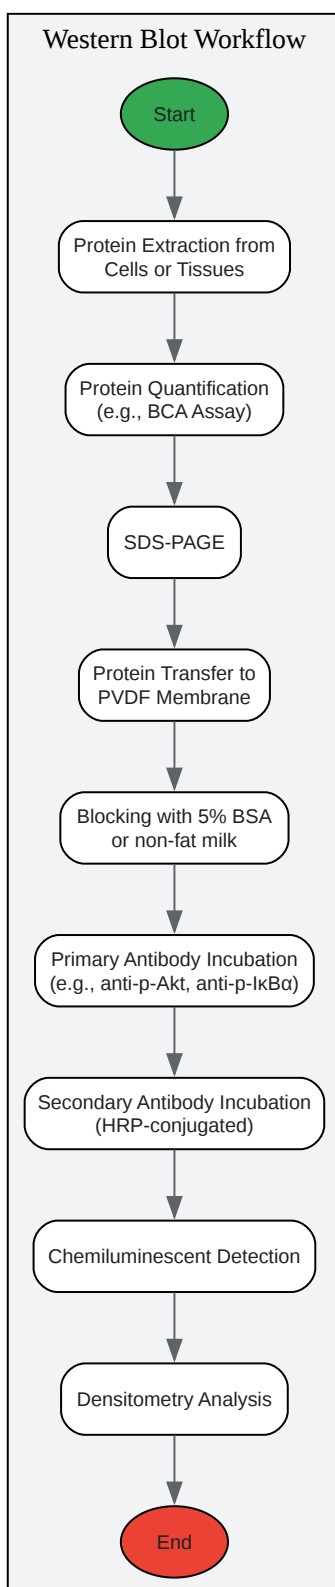 Western Blot Workflow
Start
Protein Extraction from
Cells or Tissues
Protein Quantification
(e.g., BCA Assay)
SDS-PAGE
Protein Transfer to
PVDF Membrane
Blocking with 5% BSA
or non-fat milk
Primary Antibody Incubation
(e.g., anti-p-Akt, anti-p-IκBα)
Secondary Antibody Incubation
(HRP-conjugated)
Chemiluminescent Detection
Densitometry Analysis
End